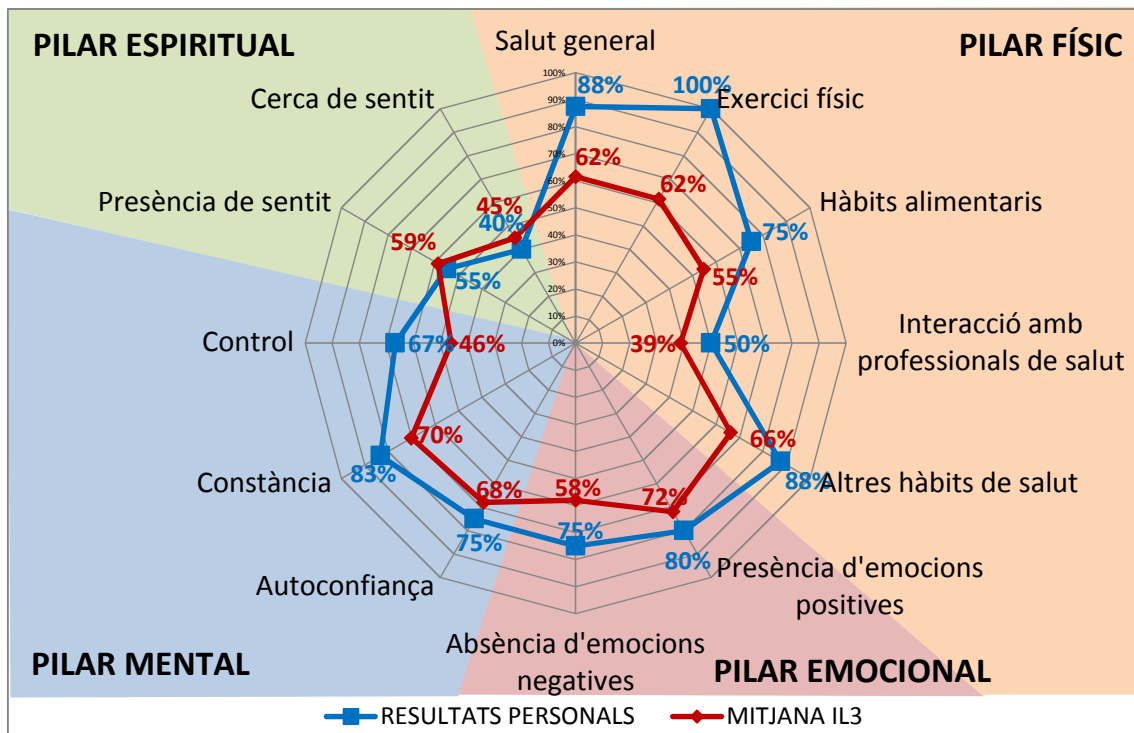 PILAR ESPIRITUAL
Salut general
PILAR FÍSIC
Cerca de sentit
Exercici físic
Presència de sentit
Hàbits alimentaris
Control
Interacció amb
professionals de salut
Constància
Altres hàbits de salut
Autoconfiança
Presència d'emocions
positives
Absència d'emocions
negatives
PILAR MENTAL
PILAR EMOCIONAL
100%
90%
80%
70%
60%
50%
40%
30%
20%
10%
0%
88%
100%
75%
50%
88%
80%
75%
75%
83%
67%
55%
40%
62%
62%
55%
39%
66%
72%
58%
68%
70%
46%
59%
45%
RESULTATS PERSONALS
MITJANA IL3